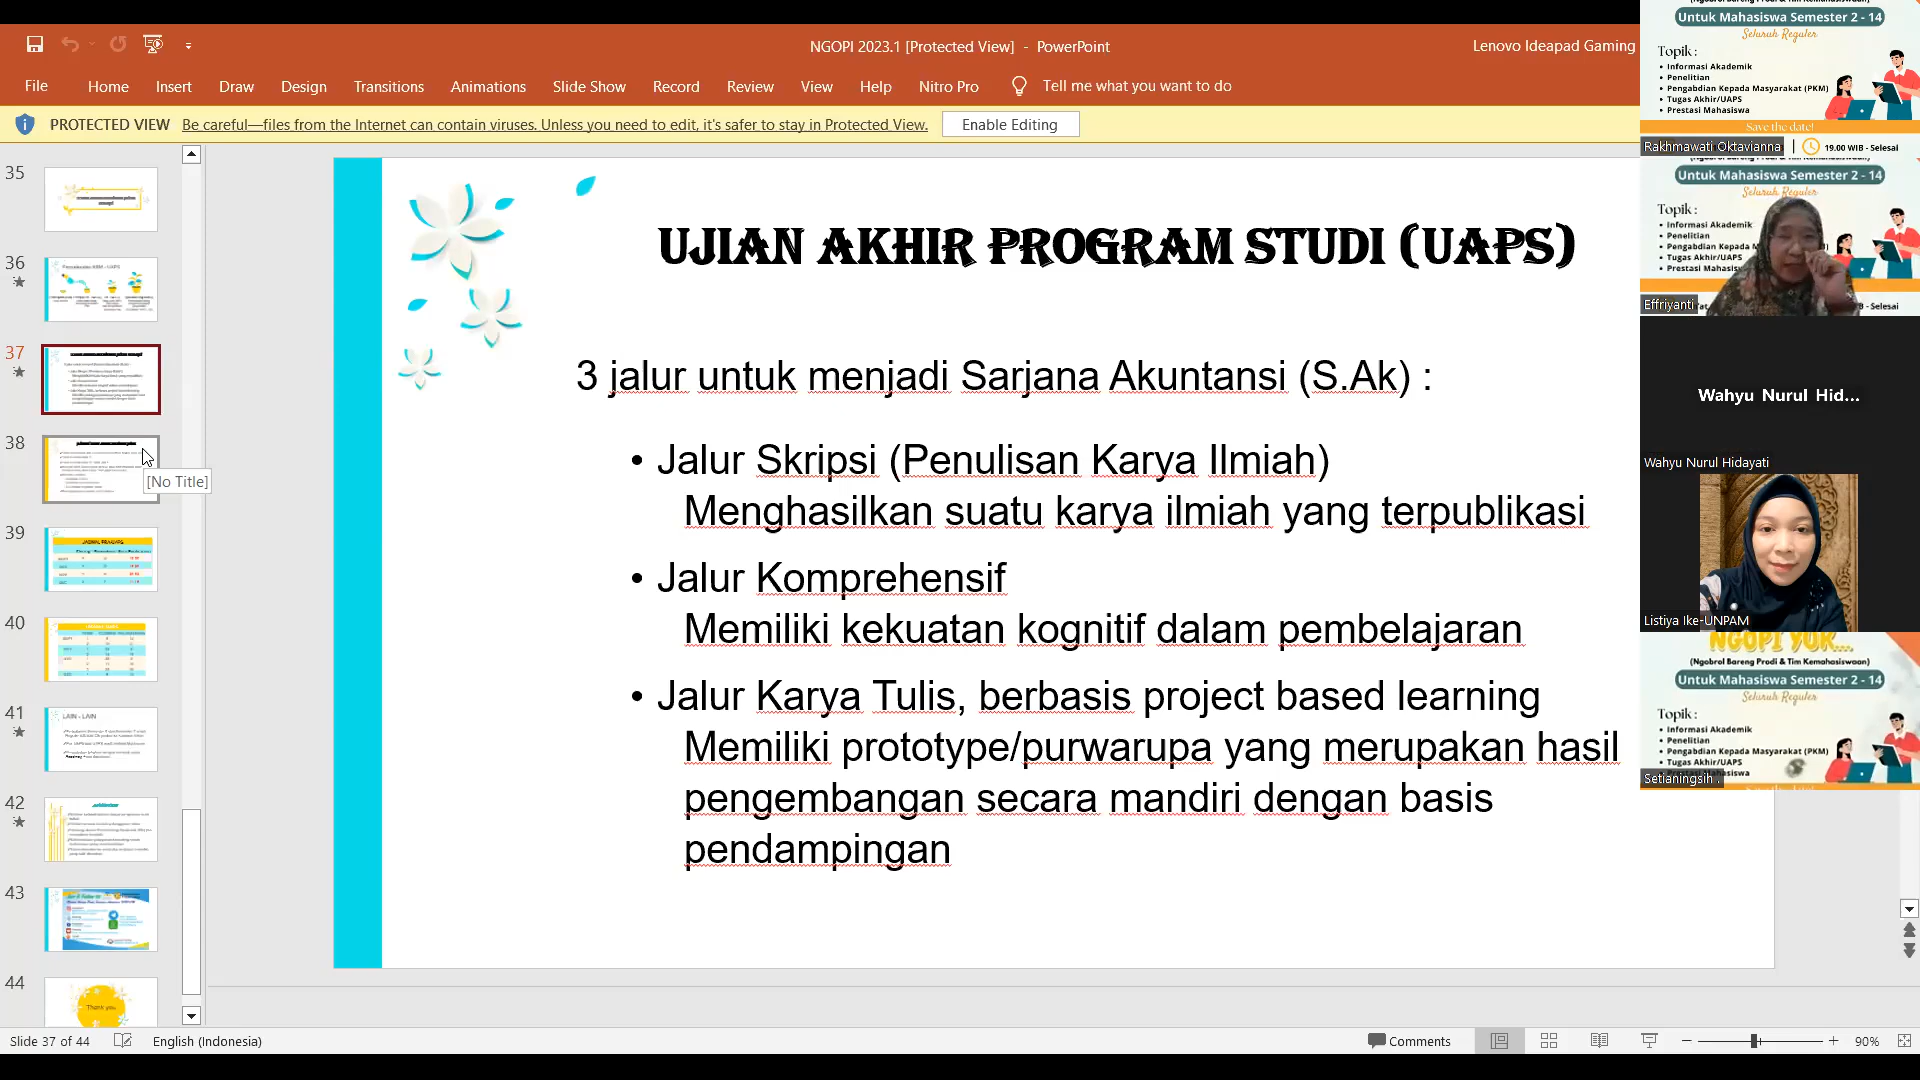 NGOPI 2023.1 [Protected View] - PowerPoint
Lenovo Ideapad Gaming
File Home Insert Draw Design Transitions Animations Slide Show Record Review View Help Nitro Pro Tell me what you want to do
PROTECTED VIEW Be careful—files from the Internet can contain viruses. Unless you need to edit, it's safer to stay in Protected View. Enable Editing
35
36
37
38
[No Title]
39
40
41
LAIN - LAIN
42
43
44
Thank you
UJIAN AKHIR PROGRAM STUDI (UAPS)
3 jalur untuk menjadi Sarjana Akuntansi (S.Ak) :
• Jalur Skripsi (Penulisan Karya Ilmiah)
Menghasilkan suatu karya ilmiah yang terpublikasi
• Jalur Komprehensif
Memiliki kekuatan kognitif dalam pembelajaran
• Jalur Karya Tulis, berbasis project based learning
Memiliki prototype/purwarupa yang merupakan hasil
pengembangan secara mandiri dengan basis
pendampingan
Untuk Mahasiswa Semester 2 - 14
Seluruh Reguler
Topik :
• Informasi Akademik
• Penelitian
• Pengabdian Kepada Masyarakat (PKM)
• Tugas Akhir/UAPS
• Prestasi Mahasiswa
Save the date!
Rakhmawati Oktavianna
19.00 WIB - Selesai
Untuk Mahasiswa Semester 2 - 14
Seluruh Reguler
Topik :
• Informasi Akademik
• Penelitian
• Pengabdian Kepada
• Tugas Akhir/UAPS
Effriyanti
Selesai
Wahyu Nurul Hid...
Wahyu Nurul Hidayati
Listiya Ike-UNPAM
NGOPI YUK...
(Ngobrol Bareng Prodi & Tim Kemahasiswaan)
Untuk Mahasiswa Semester 2 - 14
Seluruh Reguler
Topik :
• Informasi Akademik
• Penelitian
• Pengabdian Kepada Masyarakat (PKM)
• Tugas Akhir/UAPS
Setianingsih .
Slide 37 of 44 English (Indonesia)
Comments
90%